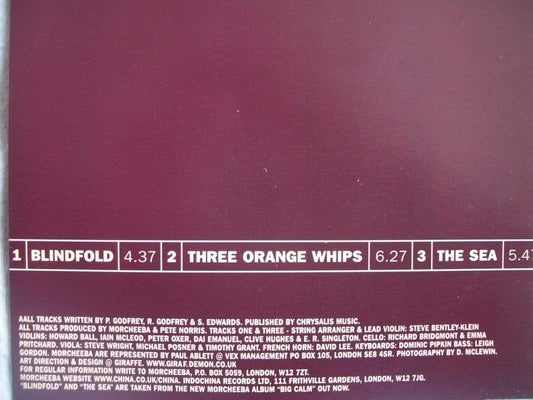 1 BLINDFOLD 4.37 2 THREE ORANGE WHIPS 6.27 3 THE SEA 5.47
AALL TRACKS WRITTEN BY P. GODFREY, R. GODFREY & S. EDWARDS. PUBLISHED BY CHRYSALIS MUSIC.
ALL TRACKS PRODUCED BY MORCHEEBA & PETE NORRIS. TRACKS ONE & THREE - STRING ARRANGER & LEAD VIOLIN: STEVE BENTLEY-KLEIN
VIOLINS: HOWARD BALL, IAIN MCLEOD, PETER OXER, DAI EMANUEL, CLIVE HUGHES & E. R. SINGLETON. CELLO: RICHARD BRIDGMONT & EMMA
PRITCHARD. VIOLA: STEVE WRIGHT, MICHAEL POSNER & TIMOTHY GRANT. FRENCH HORN: DAVID LEE. KEYBOARDS: DOMINIC PIPKIN BASS: LEIGH
GORDON. MORCHEEBA ARE REPRESENTED BY PAUL ABLETT @ VEX MANAGEMENT PO BOX 105, LONDON SE8 4SR. PHOTOGRAPHY BY D. MCLEWIN.
ART DIRECTION & DESIGN @ GIRAFFE. WWW.GIRAF.DEMON.CO.UK
FOR REGULAR INFORMATION WRITE TO MORCHEEBA, P.O. BOX 5059, LONDON, W12 7ZT.
MORCHEEBA WEBSITE WWW.CHINA.CO.UK/CHINA. INDOCHINA RECORDS LTD, 111 FRITHVILLE GARDENS, LONDON, W12 7JG.
"BLINDFOLD" AND "THE SEA" ARE TAKEN FROM THE NEW MORCHEEBA ALBUM "BIG CALM" OUT NOW.